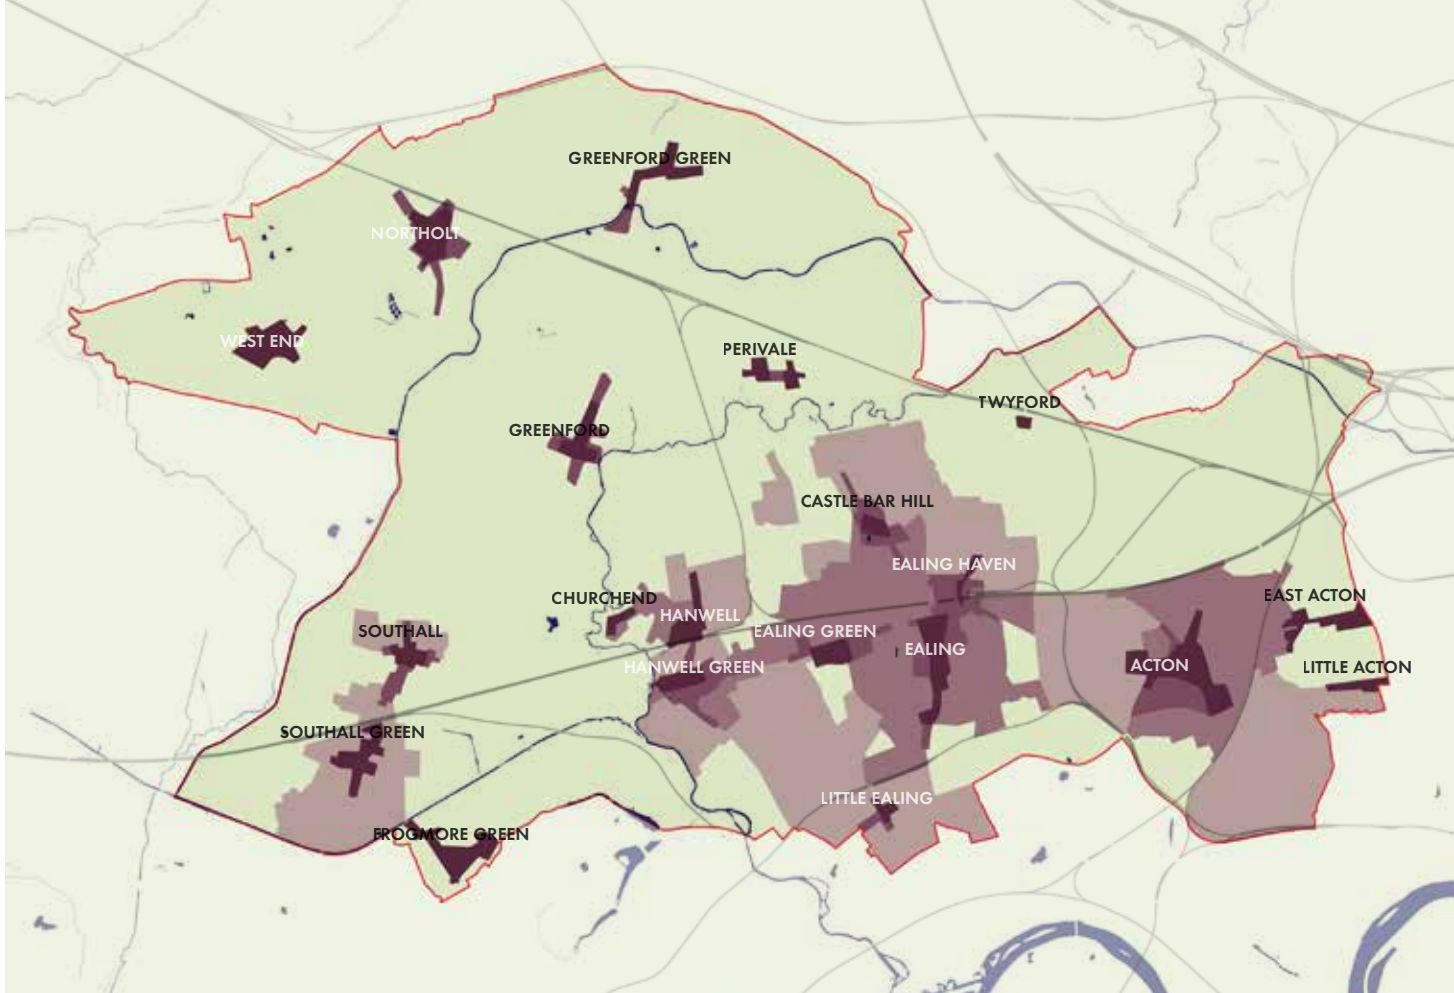 GREENFORD GREEN
NORTHOLT
WEST END
PERIVALE
TWYFORD
GREENFORD
CASTLE BAR HILL
EALING HAVEN
CHURCHEND
EAST ACTON
HANWELL
SOUTHALL
EALING GREEN
EALING
HANWELL GREEN
ACTON
LITTLE ACTON
SOUTHALL GREEN
LITTLE EALING
FROGMORE GREEN